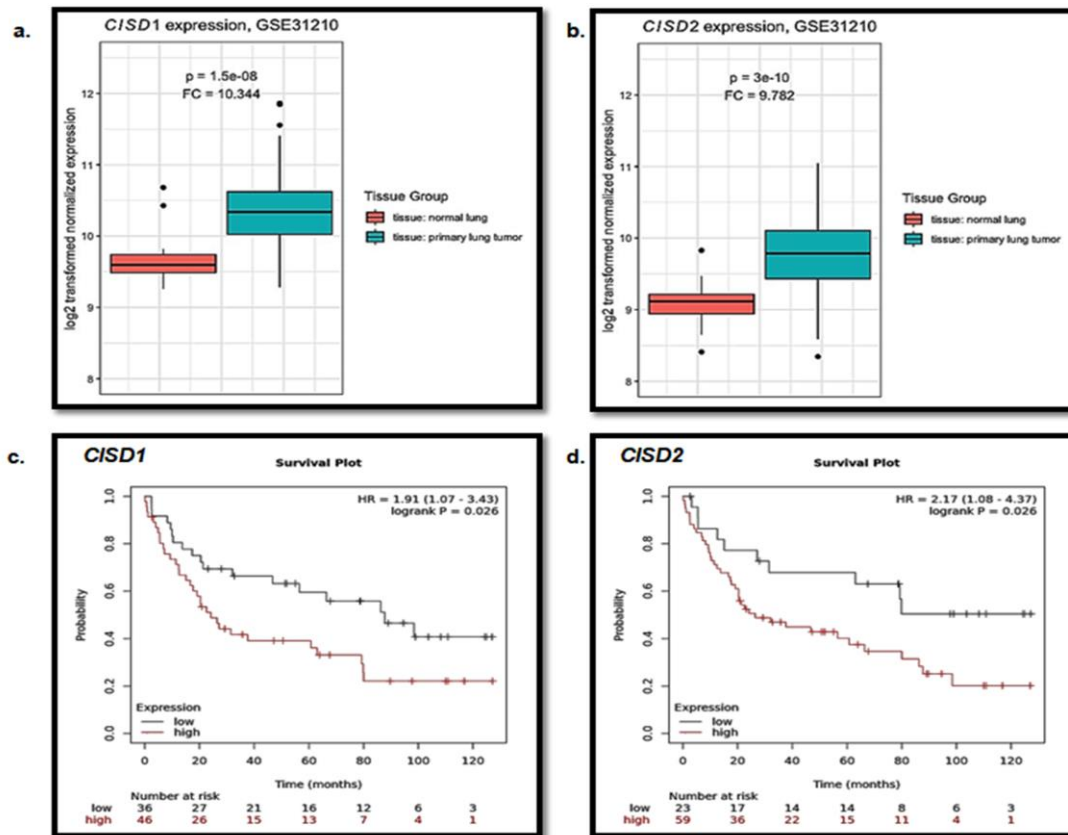 a.
CISD1 expression, GSE31210
p = 1.5e-08
FC = 10.344
log2 transformed normalized expression
12
11
10
9
8
Tissue Group
tissue: normal lung
tissue: primary lung tumor
b.
CISD2 expression, GSE31210
p = 3e-10
FC = 9.782
log2 transformed normalized expression
12
11
10
9
8
Tissue Group
tissue: normal lung
tissue: primary lung tumor
c.
CISD1
Survival Plot
HR = 1.91 (1.07 - 3.43)
logrank P = 0.026
Probability
1.0
0.8
0.6
0.4
0.2
0.0
Expression
low
high
0 20 40 60 80 100 120
Time (months)
Number at risk
low 36 27 21 16 12 6 3
high 46 26 15 13 7 4 1
d.
CISD2
Survival Plot
HR = 2.17 (1.08 - 4.37)
logrank P = 0.026
Probability
1.0
0.8
0.6
0.4
0.2
0.0
Expression
low
high
0 20 40 60 80 100 120
Time (months)
Number at risk
low 23 17 14 14 8 6 3
high 59 36 22 15 11 4 1